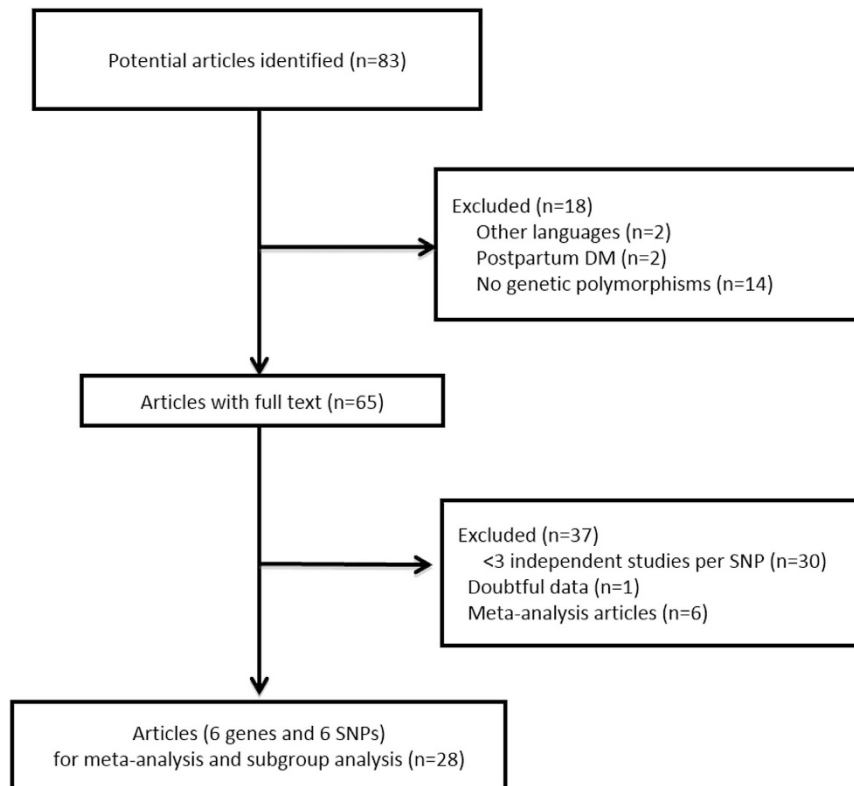 Potential articles identified (n=83)
Excluded (n=18)
Other languages (n=2)
Postpartum DM (n=2)
No genetic polymorphisms (n=14)
Articles with full text (n=65)
Excluded (n=37)
<3 independent studies per SNP (n=30)
Doubtful data (n=1)
Meta-analysis articles (n=6)
Articles (6 genes and 6 SNPs)
for meta-analysis and subgroup analysis (n=28)